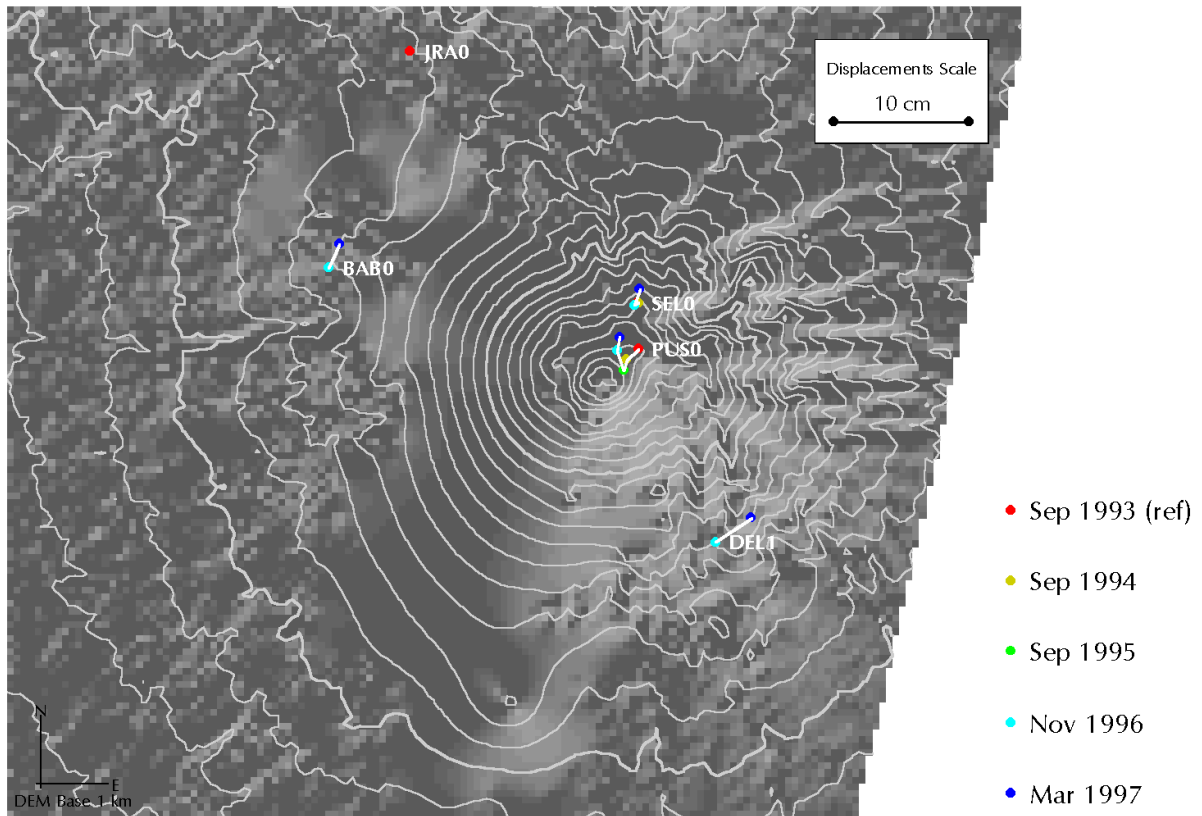 JRA0
Displacements Scale
10 cm
BAB0
SEL0
PUS0
DEL1
Sep 1993 (ref)
Sep 1994
Sep 1995
Nov 1996
Mar 1997
N
E
DEM Base 1 km